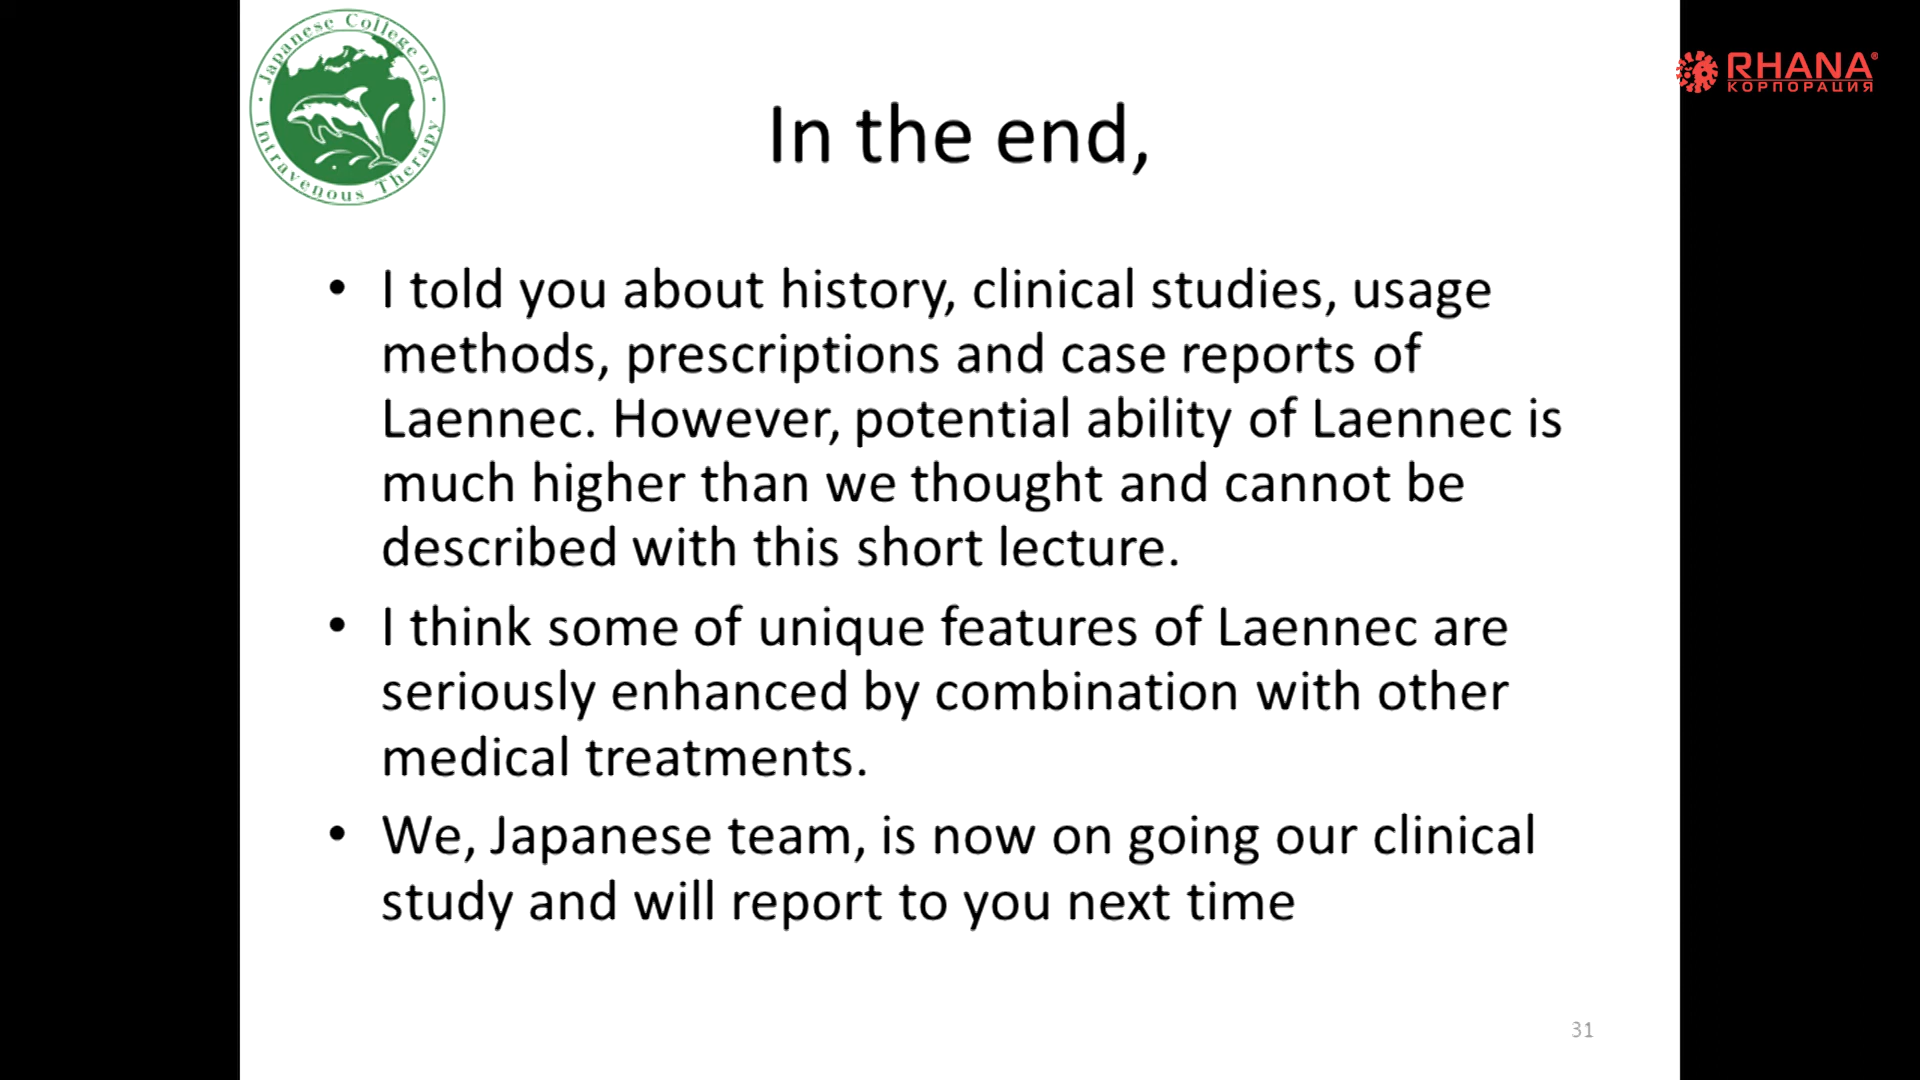 Japanese College of
Intravenous Therapy
RHANA®
КОРПОРАЦИЯ
In the end,
• I told you about history, clinical studies, usage
methods, prescriptions and case reports of
Laennec. However, potential ability of Laennec is
much higher than we thought and cannot be
described with this short lecture.
• I think some of unique features of Laennec are
seriously enhanced by combination with other
medical treatments.
• We, Japanese team, is now on going our clinical
study and will report to you next time
31